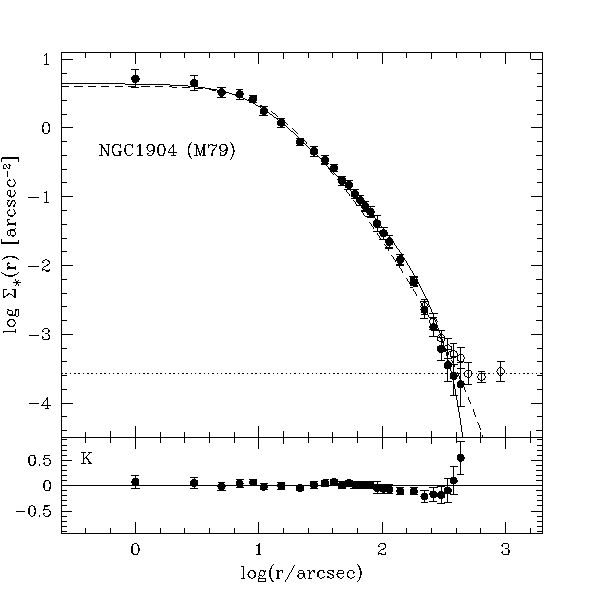 1
0
−1
−2
−3
−4
log Σ*(r) [arcsec⁻²]
NGC1904 (M79)
K
0.5
0
−0.5
0 1 2 3
log(r/arcsec)